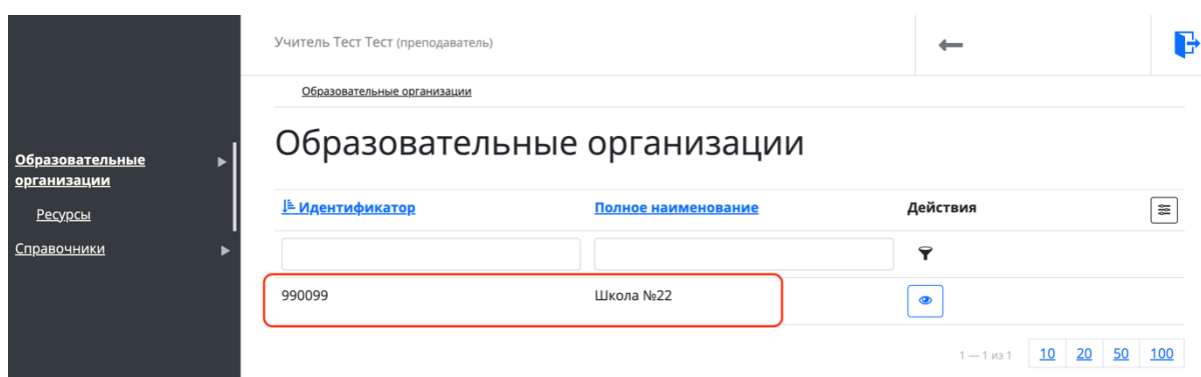 Учитель Тест Тест (преподаватель)
Образовательные организации
Образовательные организации
Образовательные
организации
Ресурсы
Справочники
Идентификатор Полное наименование Действия
990099 Школа №22
1 — 1 из 1 10 20 50 100